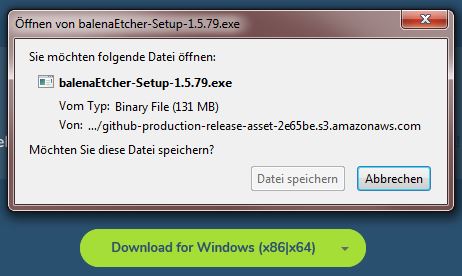 Öffnen von balenaEtcher-Setup-1.5.79.exe
Sie möchten folgende Datei öffnen:
balenaEtcher-Setup-1.5.79.exe
Vom Typ: Binary File (131 MB)
Von: .../github-production-release-asset-2e65be.s3.amazonaws.com
Möchten Sie diese Datei speichern?
Datei speichern Abbrechen
Download for Windows (x86|x64)